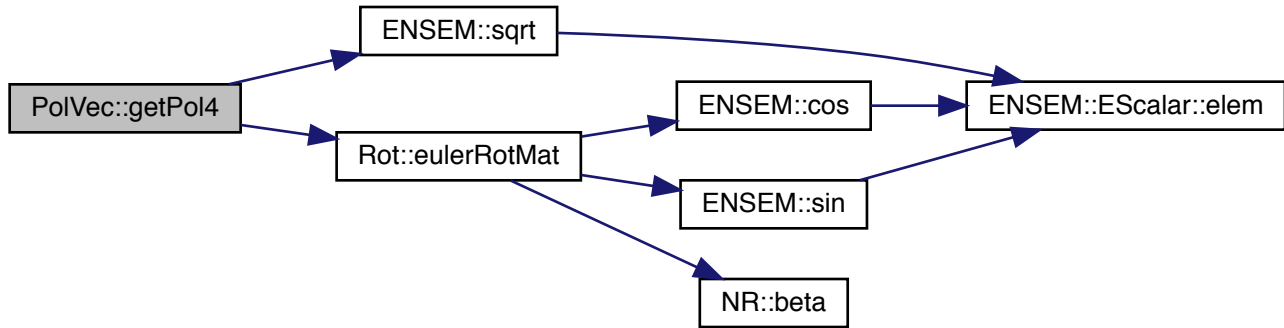 PolVec::getPol4
ENSEM::sqrt
Rot::eulerRotMat
ENSEM::cos
ENSEM::sin
NR::beta
ENSEM::EScalar::elem